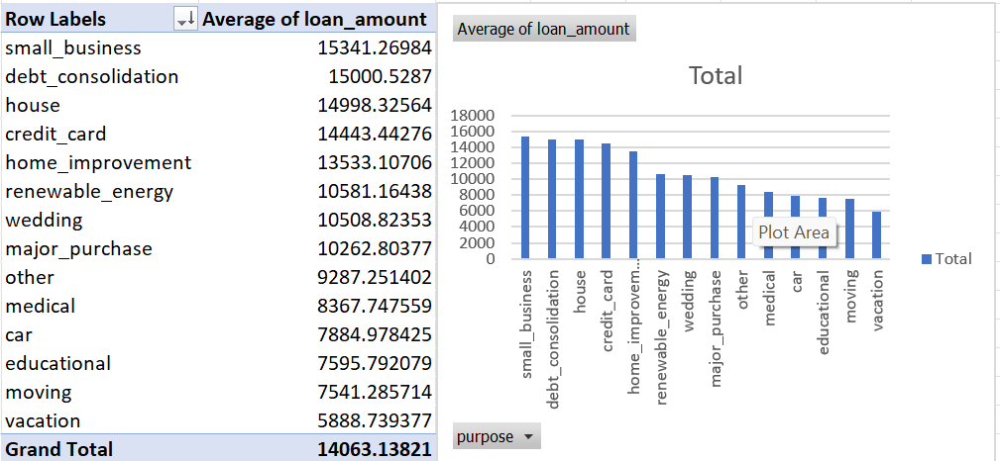 Row Labels Average of loan_amount
small_business 15341.26984
debt_consolidation 15000.5287
house 14998.32564
credit_card 14443.44276
home_improvement 13533.10706
renewable_energy 10581.16438
wedding 10508.82353
major_purchase 10262.80377
other 9287.251402
medical 8367.747559
car 7884.978425
educational 7595.792079
moving 7541.285714
vacation 5888.739377
Grand Total 14063.13821
Average of loan_amount
Total
18000
16000
14000
12000
10000
8000
6000
4000
2000
0
Plot Area
Total
small_business
debt_consolidation
house
credit_card
home_improvem...
renewable_energy
wedding
major_purchase
other
medical
car
educational
moving
vacation
purpose